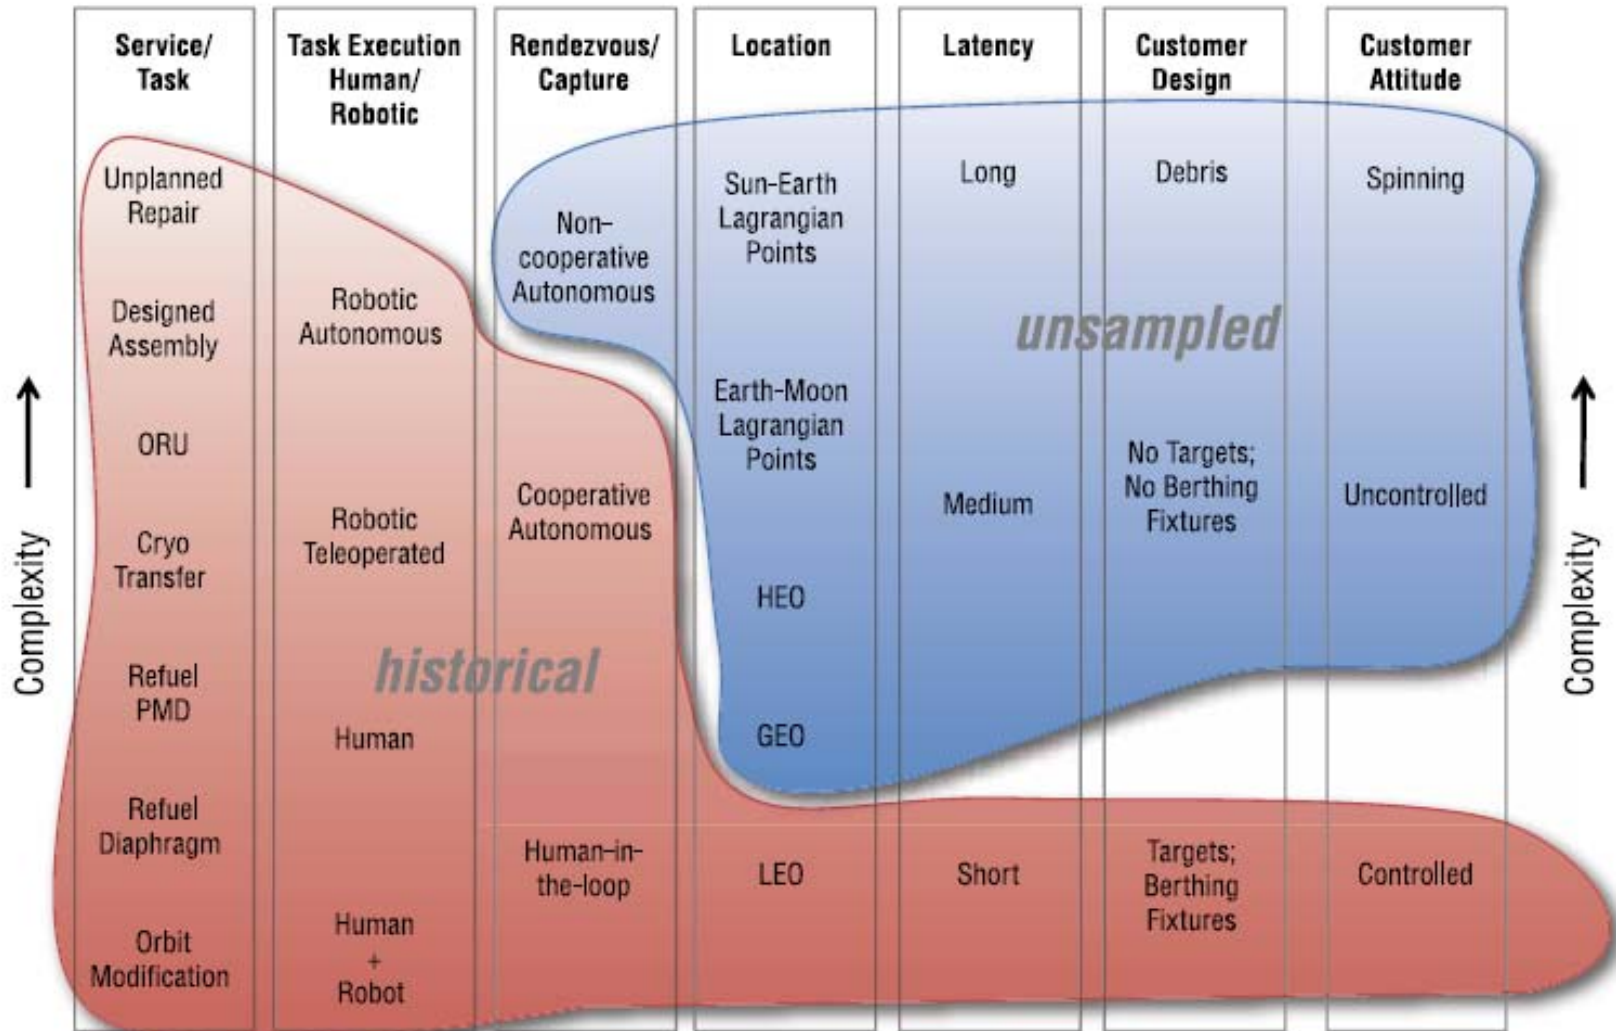 Service/
Task
Task Execution
Human/
Robotic
Rendezvous/
Capture
Location
Latency
Customer
Design
Customer
Attitude
Unplanned
Repair
Designed
Assembly
ORU
Cryo
Transfer
Refuel
PMD
Refuel
Diaphragm
Orbit
Modification
Robotic
Autonomous
Robotic
Teleoperated
Human
Human
+
Robot
Non-
cooperative
Autonomous
Cooperative
Autonomous
Human-in-
the-loop
Sun-Earth
Lagrangian
Points
Earth-Moon
Lagrangian
Points
HEO
GEO
LEO
Long
Medium
Short
Debris
No Targets;
No Berthing
Fixtures
Targets;
Berthing
Fixtures
Spinning
Uncontrolled
Controlled
historical
unsampled
Complexity
Complexity